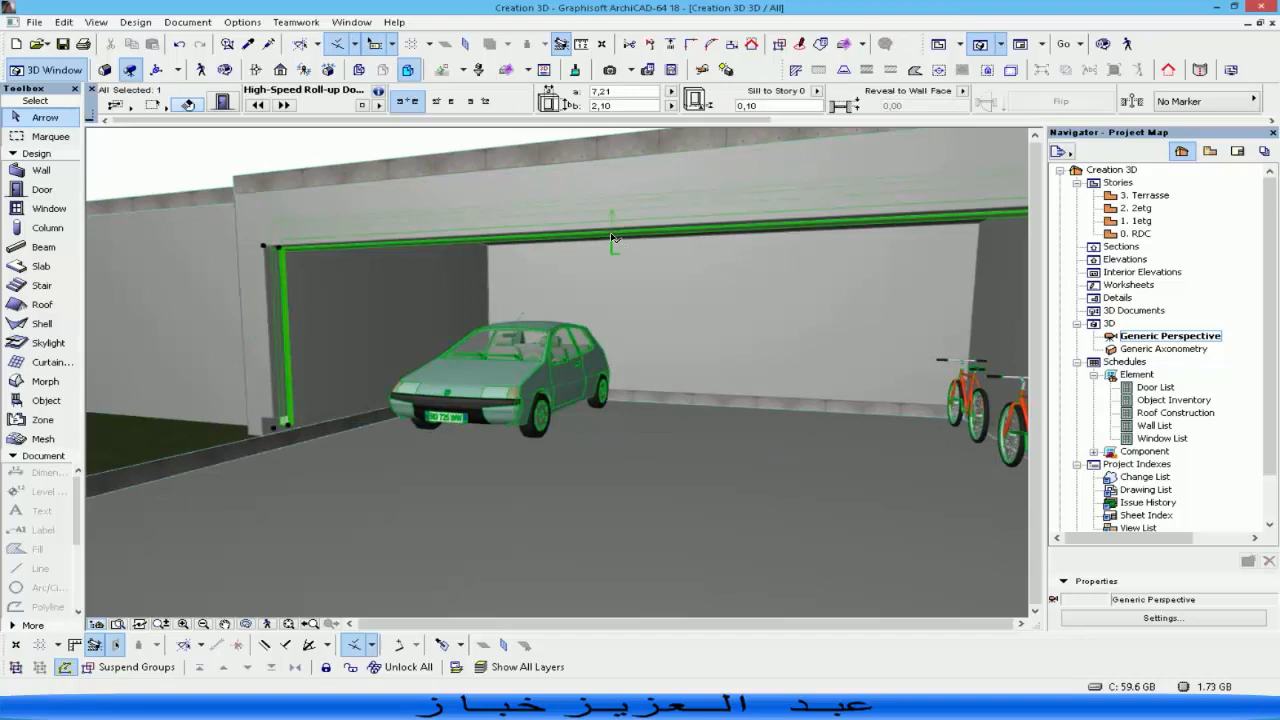 Creation 3D - Graphisoft ArchiCAD-64 18 - [Creation 3D 3D / All]
File Edit View Design Document Options Teamwork Window Help
Go
3D Window
Toolbox
Select
Arrow
Marquee
Design
Wall
Door
Window
Column
Beam
Slab
Stair
Roof
Shell
Skylight
Curtain...
Morph
Object
Zone
Mesh
Document
Dimen...
Level ...
Text
Label
Fill
Line
Arc/Ci...
Polyline
More
All Selected: 1
High-Speed Roll-up Do...
a: 7,21
b: 2,10
Sill to Story 0
0,10
Reveal to Wall Face
0,00
Flip
No Marker
Navigator - Project Map
Creation 3D
Stories
3. Terrasse
2. 2etg
1. 1etg
0. RDC
Sections
Elevations
Interior Elevations
Worksheets
Details
3D Documents
3D
Generic Perspective
Generic Axonometry
Schedules
Element
Door List
Object Inventory
Roof Construction
Wall List
Window List
Component
Project Indexes
Change List
Drawing List
Issue History
Sheet Index
View List
Properties
Generic Perspective
Settings...
Suspend Groups
Unlock All
Show All Layers
C: 59.6 GB
1.73 GB
عبد العزيز خباز